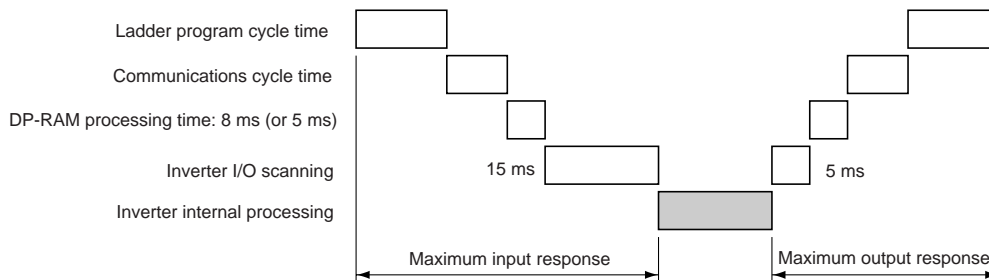 Ladder program cycle time
Communications cycle time
DP-RAM processing time: 8 ms (or 5 ms)
Inverter I/O scanning
15 ms
5 ms
Inverter internal processing
Maximum input response
Maximum output response